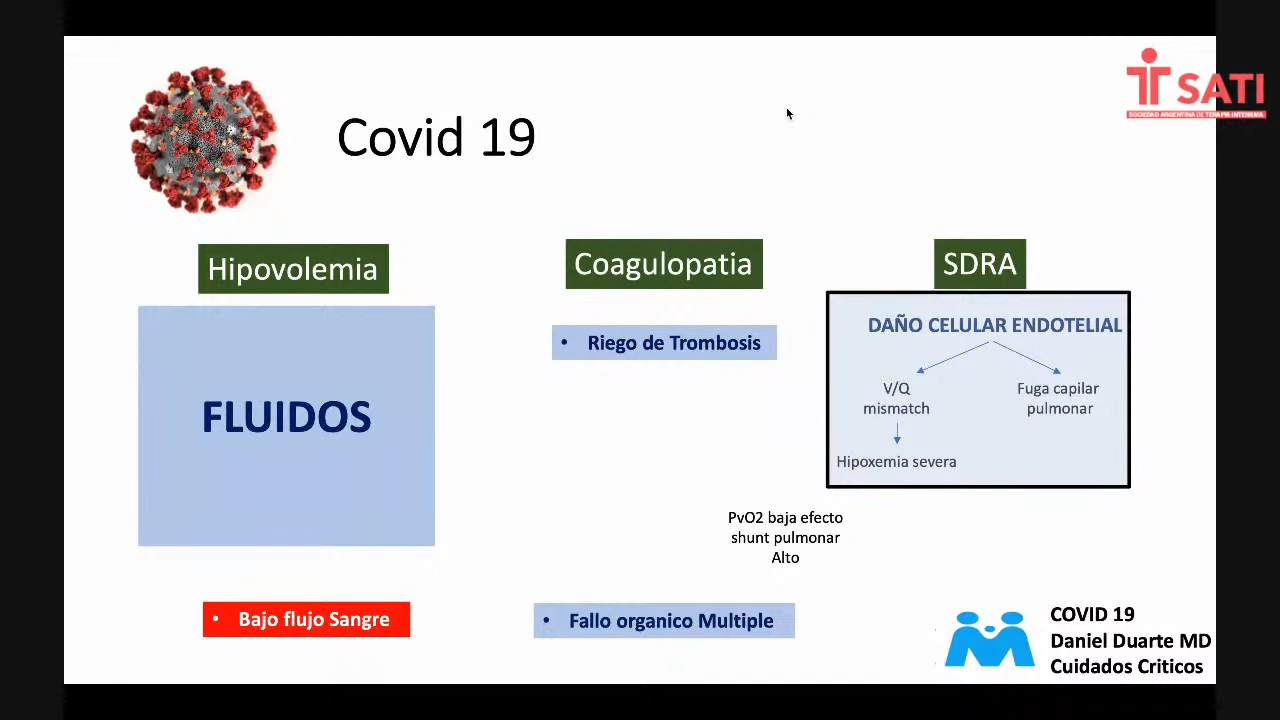 SATI
SOCIEDAD ARGENTINA DE TERAPIA INTENSIVA
Covid 19
Hipovolemia
Coagulopatia
SDRA
FLUIDOS
• Riego de Trombosis
DAÑO CELULAR ENDOTELIAL
V/Q
mismatch
Fuga capilar
pulmonar
Hipoxemia severa
PvO2 baja efecto
shunt pulmonar
Alto
• Bajo flujo Sangre
• Fallo organico Multiple
COVID 19
Daniel Duarte MD
Cuidados Criticos